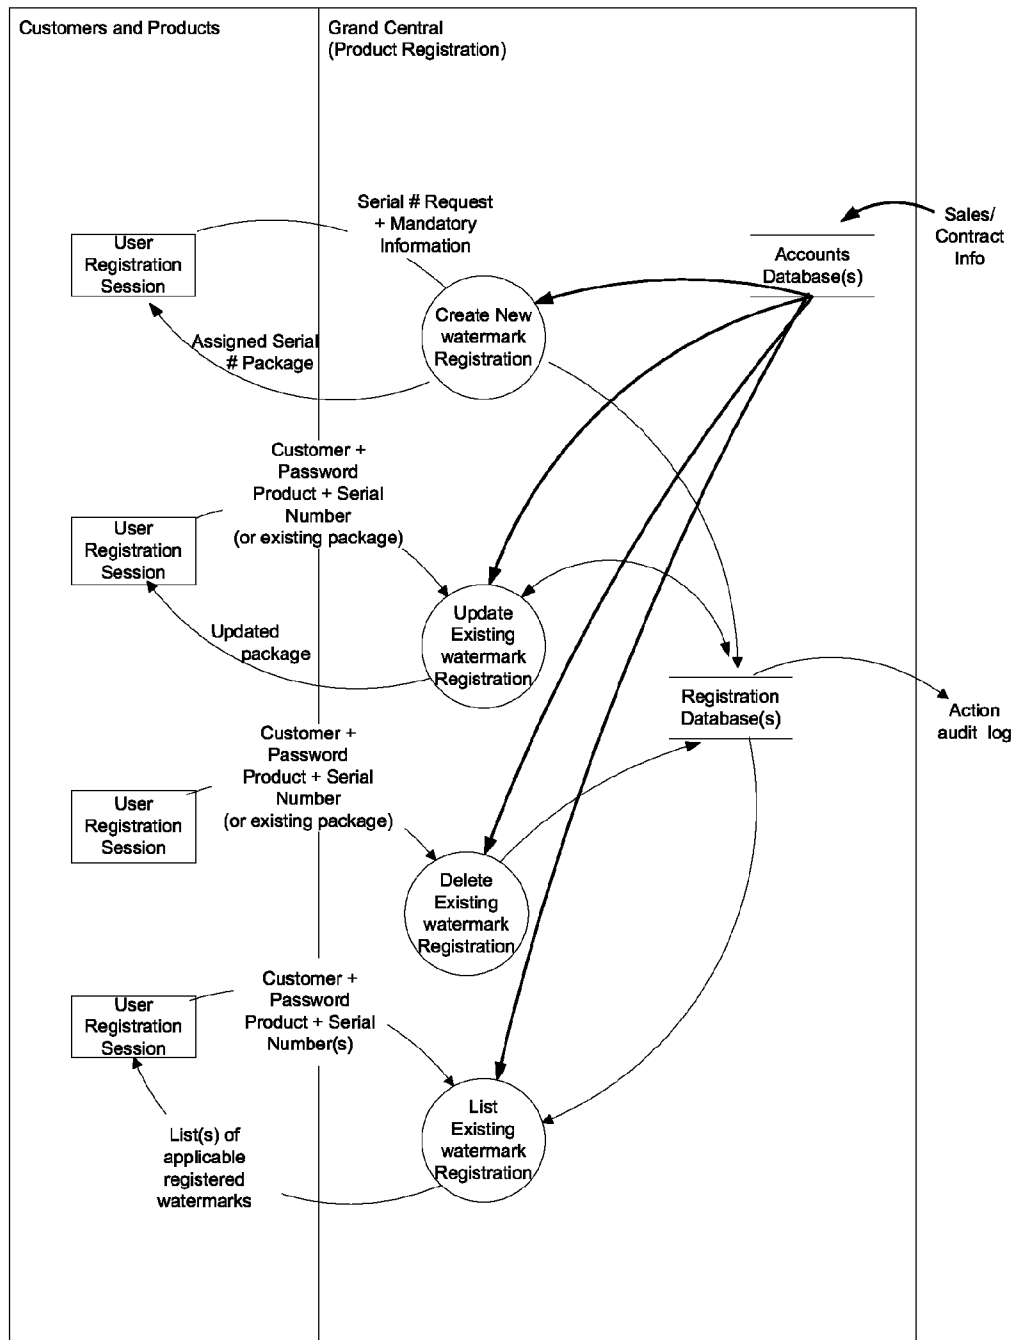 Customers and Products
Grand Central
(Product Registration)
Serial # Request
+ Mandatory
Information
Sales/
Contract
Info
User
Registration
Session
Accounts
Database(s)
Create New
watermark
Registration
Assigned Serial
# Package
Customer +
Password
Product + Serial
Number
(or existing package)
User
Registration
Session
Update
Existing
watermark
Registration
Updated
package
Registration
Database(s)
Action
audit log
Customer +
Password
Product + Serial
Number
(or existing package)
User
Registration
Session
Delete
Existing
watermark
Registration
Customer +
Password
Product + Serial
Number(s)
User
Registration
Session
List
Existing
watermark
Registration
List(s) of
applicable
registered
watermarks